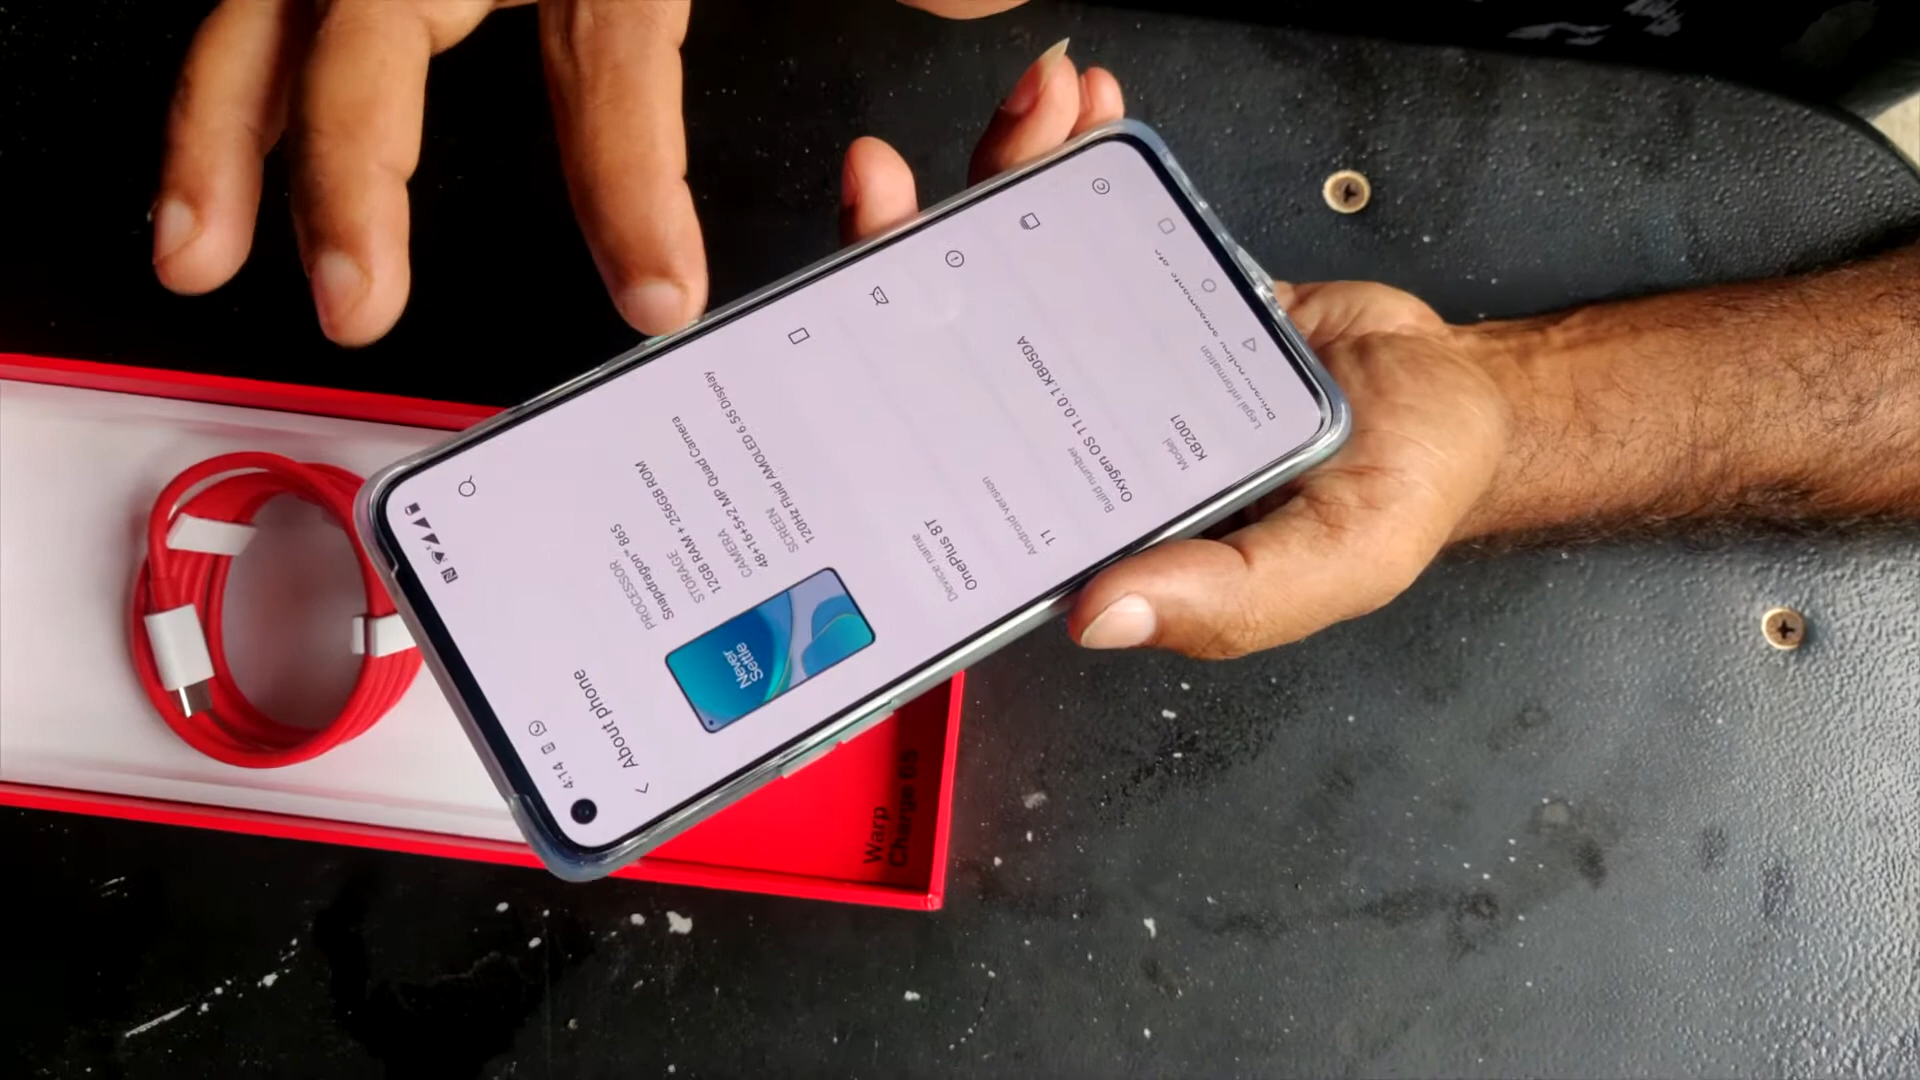 4:14
About phone
PROCESSOR
Snapdragon™ 865
STORAGE
12GB RAM + 256GB ROM
CAMERA
48+16+5+2 MP Quad Camera
SCREEN
120Hz Fluid AMOLED 6.55 Display
Never
Settle
Device name
OnePlus 8T
Android version
11
Build number
Oxygen OS 11.0.0.1.KB05DA
Model
KB2001
Legal information
Warp
Charge 65